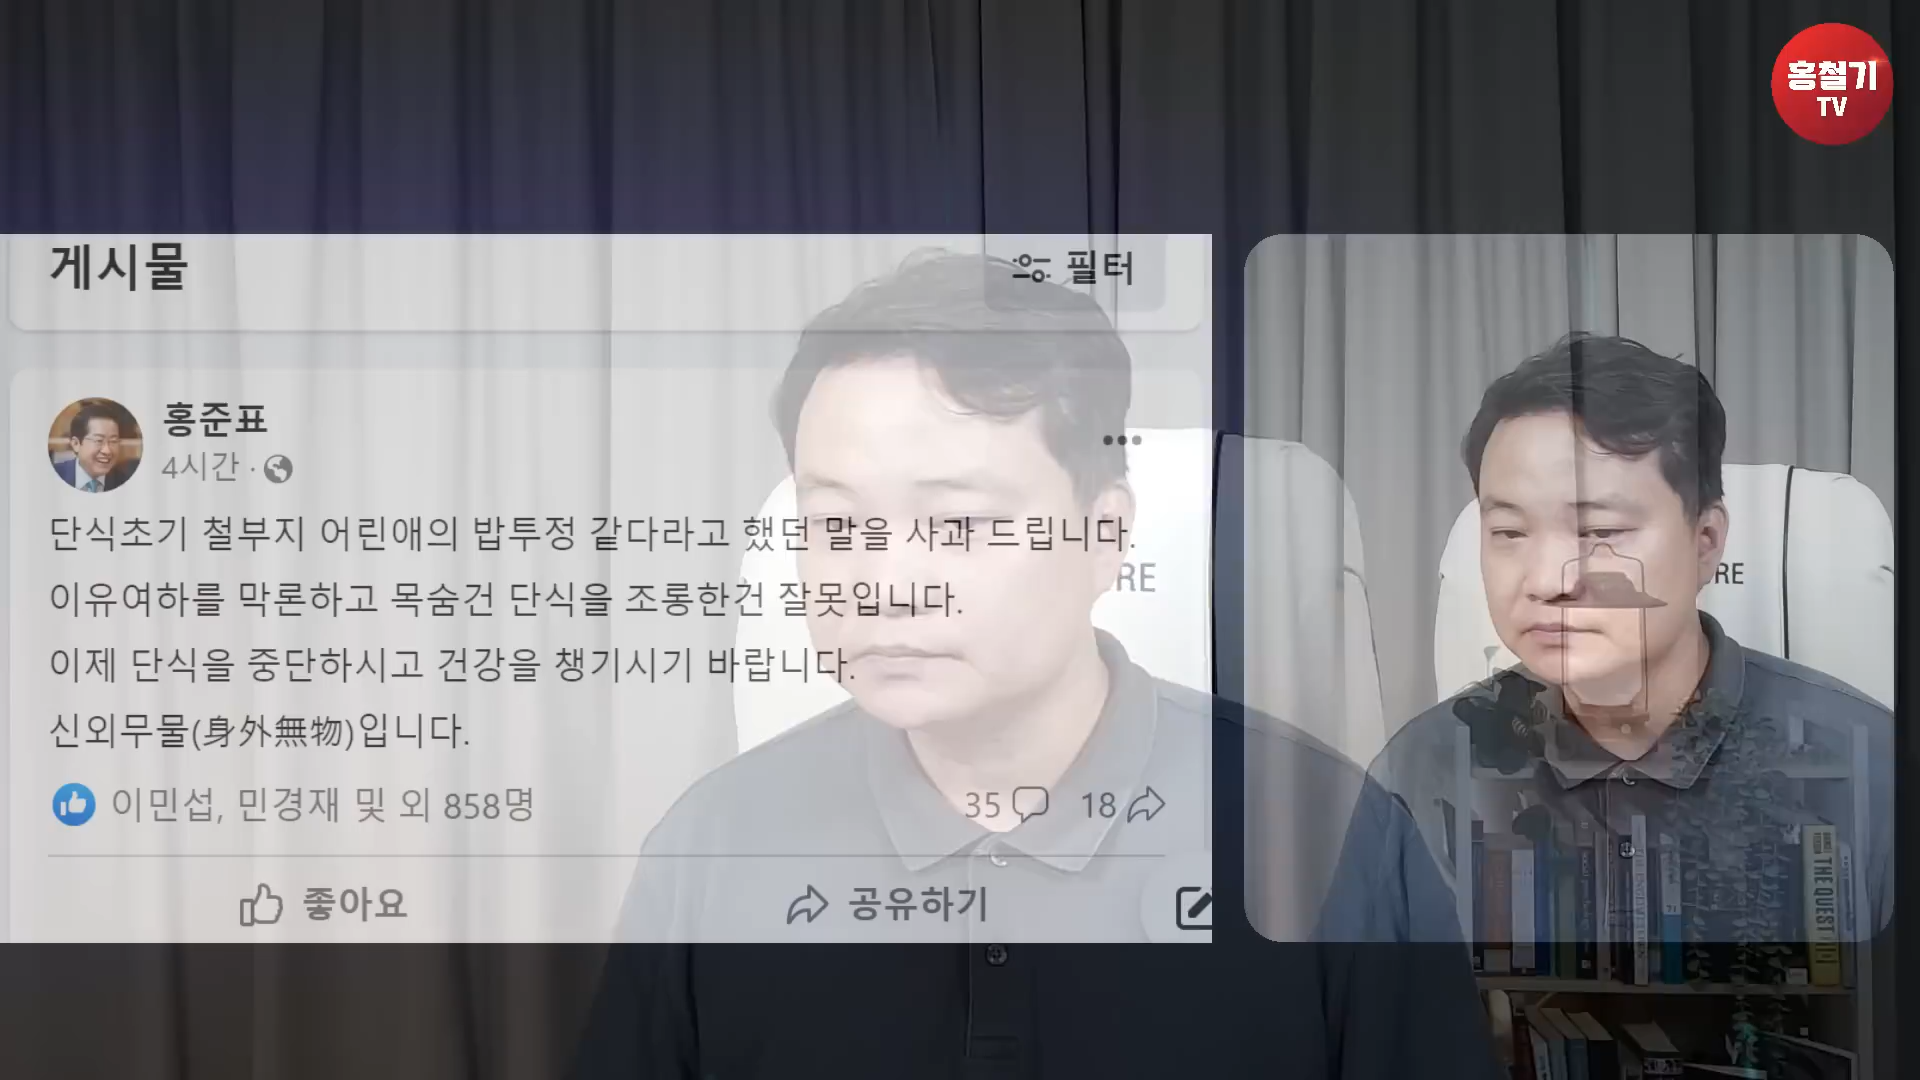 홍철기
TV
게시물
필터
홍준표
4시간 ·
단식초기 철부지 어린애의 밥투정 같다라고 했던 말을 사과 드립니다.
이유여하를 막론하고 목숨건 단식을 조롱한건 잘못입니다.
이제 단식을 중단하시고 건강을 챙기시기 바랍니다.
신외무물(身外無物)입니다.
이민섭, 민경재 및 외 858명
35
18
좋아요
공유하기
RE
RE
THE QUEST